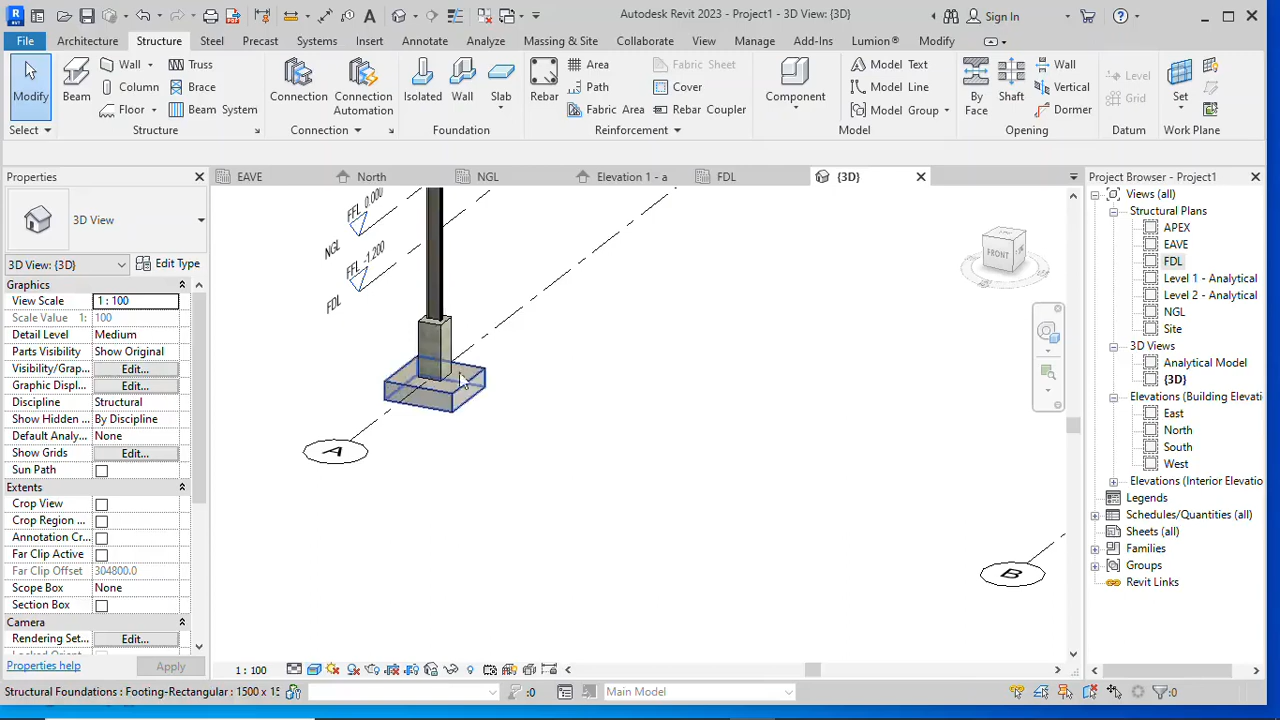 Autodesk Revit 2023 - Project1 - 3D View: {3D}
Sign In
File Architecture Structure Steel Precast Systems Insert Annotate Analyze Massing & Site Collaborate View Manage Add-Ins Lumion® Modify
Modify
Beam
Wall
Column
Floor
Truss
Brace
Beam System
Connection
Connection
Automation
Isolated
Wall
Slab
Rebar
Area
Path
Fabric Area
Fabric Sheet
Cover
Rebar Coupler
Component
Model Text
Model Line
Model Group
By
Face
Shaft
Wall
Vertical
Dormer
Level
Grid
Set
Select
Structure
Connection
Foundation
Reinforcement
Model
Opening
Datum
Work Plane
Properties
3D View
3D View: {3D}
Edit Type
Graphics
View Scale 1 : 100
Scale Value 1: 100
Detail Level Medium
Parts Visibility Show Original
Visibility/Grap... Edit...
Graphic Displ... Edit...
Discipline Structural
Show Hidden ... By Discipline
Default Analy... None
Show Grids Edit...
Sun Path
Extents
Crop View
Crop Region ...
Annotation Cr...
Far Clip Active
Far Clip Offset 304800.0
Scope Box None
Section Box
Camera
Rendering Set... Edit...
Properties help
Apply
EAVE
North
NGL
Elevation 1 - a
FDL
{3D}
FFL 0.000
NGL
FFL -1.200
FDL
A
B
FRONT
1 : 100
Project Browser - Project1
Views (all)
Structural Plans
APEX
EAVE
FDL
Level 1 - Analytical
Level 2 - Analytical
NGL
Site
3D Views
Analytical Model
{3D}
Elevations (Building Elevati
East
North
South
West
Elevations (Interior Elevatio
Legends
Schedules/Quantities (all)
Sheets (all)
Families
Groups
Revit Links
Structural Foundations : Footing-Rectangular : 1500 x 15
:0
Main Model
:0